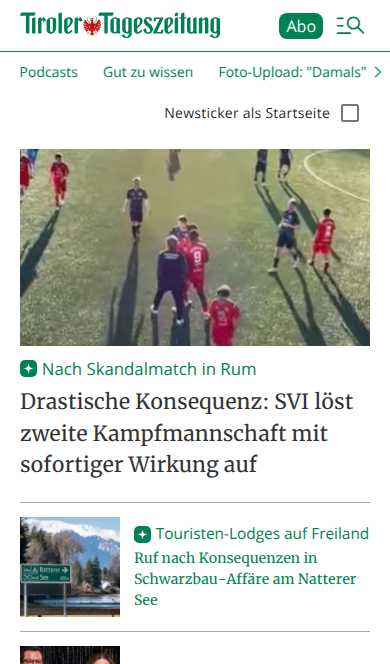 Tiroler Tageszeitung
Abo
Podcasts Gut zu wissen Foto-Upload: "Damals"
Newsticker als Startseite
9
Nach Skandalmatch in Rum
Drastische Konsequenz: SVI löst
zweite Kampfmannschaft mit
sofortiger Wirkung auf
Natterer
See
Touristen-Lodges auf Freiland
Ruf nach Konsequenzen in
Schwarzbau-Affäre am Natterer
See